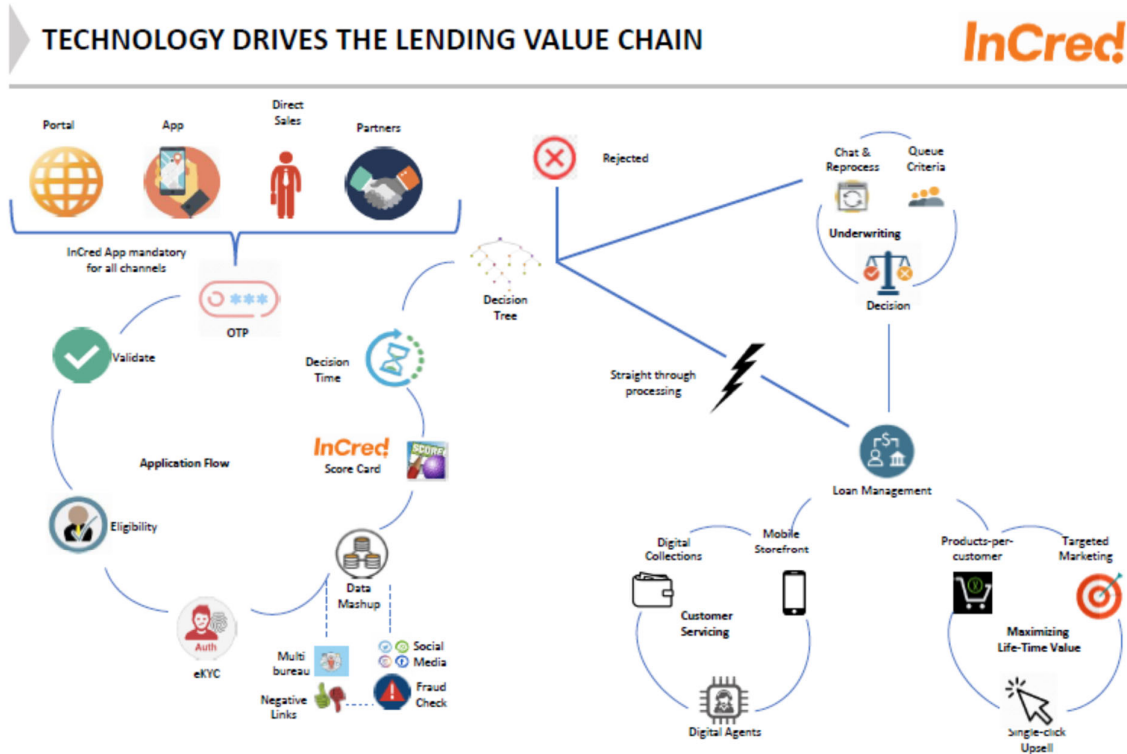 TECHNOLOGY DRIVES THE LENDING VALUE CHAIN
InCred
Portal
App
Direct
Sales
Partners
InCred App mandatory
for all channels
OTP
Validate
Application Flow
Eligibility
Auth
eKYC
Data
Mashup
Multi
bureau
Negative
Links
Social
Media
Fraud
Check
InCred
Score Card
SCORE!
Decision
Time
Decision
Tree
Rejected
Straight through
processing
Chat &
Reprocess
Queue
Criteria
Underwriting
Decision
Loan Management
Digital
Collections
Mobile
Storefront
Customer
Servicing
Digital Agents
Products-per-
customer
Targeted
Marketing
Maximizing
Life-Time Value
Single-click
Upsell